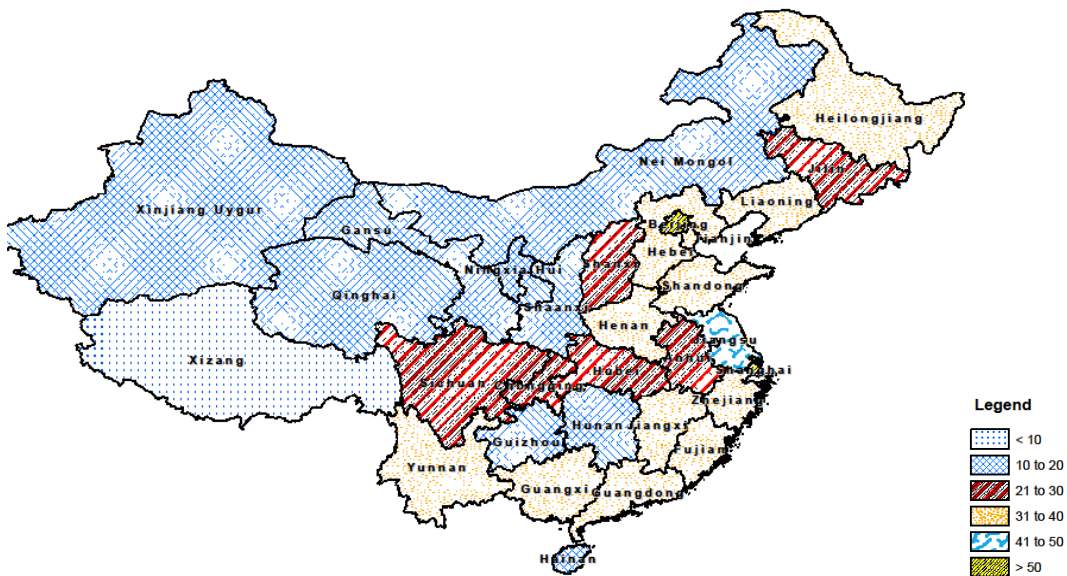 Heilongjiang
Nei Mongol
Jilin
Liaoning
Xinjiang Uygur
Gansu
Beijing
Tianjin
Hebei
Ningxia Hui
Shanxi
Shandong
Qinghai
Shaanxi
Henan
Jiangsu
Xizang
Anhui
Shanghai
Sichuan
Chongqing
Hubei
Zhejiang
Hunan
Jiangxi
Guizhou
Fujian
Yunnan
Guangxi
Guangdong
Hainan
Legend
< 10
10 to 20
21 to 30
31 to 40
41 to 50
> 50